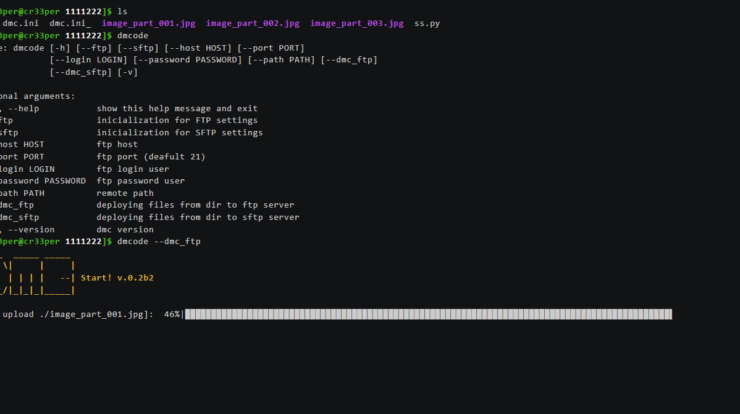 3per@cr33per 1111222]$ ls
dmc.ini dmc.ini_ image_part_001.jpg image_part_002.jpg image_part_003.jpg ss.py
3per@cr33per 1111222]$ dmcode
e: dmcode [-h] [--ftp] [--sftp] [--host HOST] [--port PORT]
[--login LOGIN] [--password PASSWORD] [--path PATH] [--dmc_ftp]
[--dmc_sftp] [-v]
onal arguments:
, --help show this help message and exit
ftp inicialization for FTP settings
sftp inicialization for SFTP settings
host HOST ftp host
port PORT ftp port (deafult 21)
login LOGIN ftp login user
password PASSWORD ftp password user
path PATH remote path
dmc_ftp deploying files from dir to ftp server
dmc_sftp deploying files from dir to sftp server
, --version dmc version
3per@cr33per 1111222]$ dmcode --dmc_ftp
Start! v.0.2b2
upload ./image_part_001.jpg]: 46%|